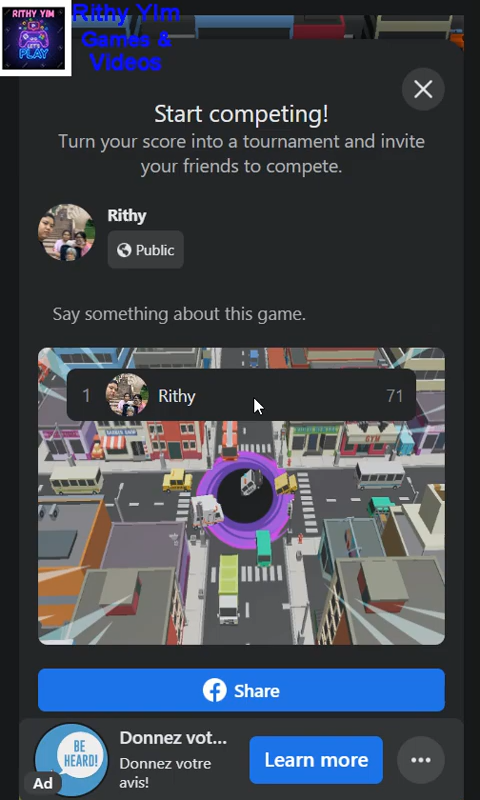 RITHY YIM
LET'S
PLAY
Rithy YIm
Games &
Videos
Start competing!
Turn your score into a tournament and invite
your friends to compete.
Rithy
Public
Say something about this game.
1 Rithy 71
GYM
Share
BE
HEARD!
Ad
Donnez vot...
Donnez votre
avis!
Learn more